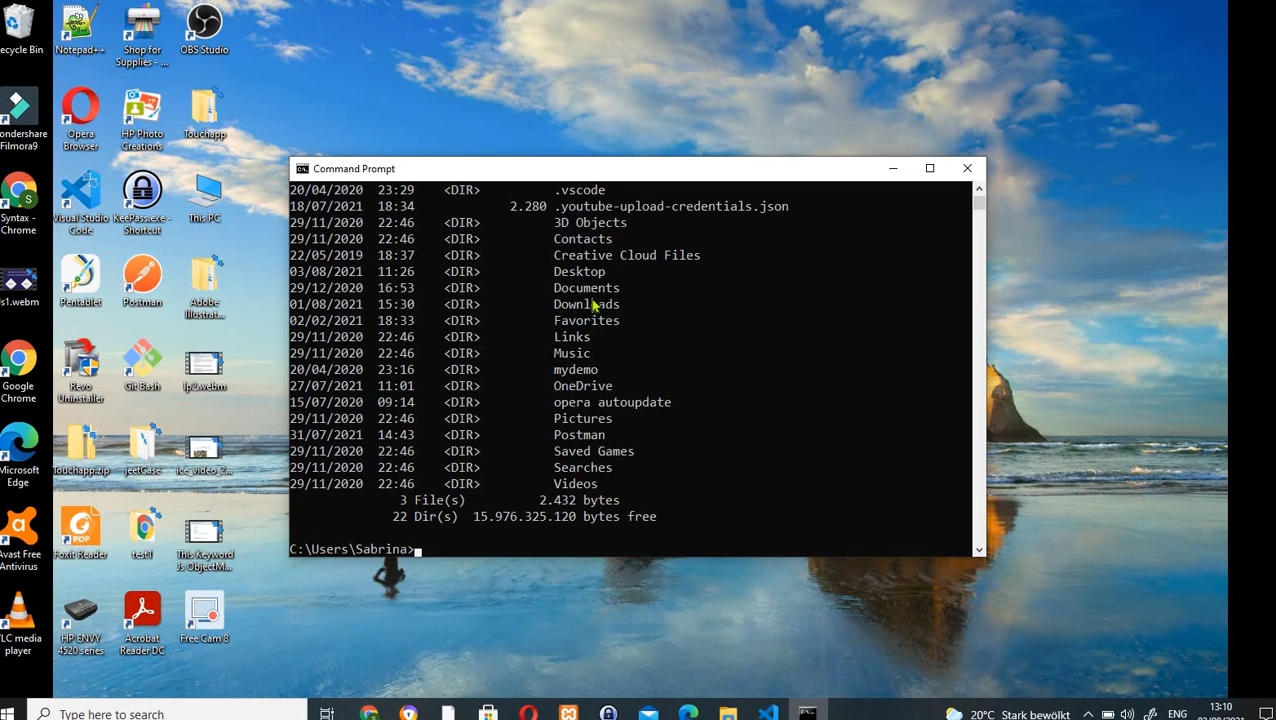 ecycle Bin
Notepad++
Shop for
Supplies - ...
OBS Studio
ondershare
Filmora9
Opera
Browser
HP Photo
Creations
Touchapp
Syntax -
Chrome
Visual Studio
Code
KeePass.exe -
Shortcut
This PC
s1.webm
Pentablet
Postman
Adobe
Illustrat...
Google
Chrome
Revo
Uninstaller
Git Bash
lp2.webm
Microsoft
Edge
Touchapp.zip
jeetCase
ice_video_2...
Avast Free
Antivirus
Foxit Reader
test1
This Keyword
Js ObjectM...
LC media
player
HP ENVY
4520 series
Acrobat
Reader DC
Free Cam 8
Command Prompt
20/04/2020 23:29 <DIR> .vscode
18/07/2021 18:34 2.280 .youtube-upload-credentials.json
29/11/2020 22:46 <DIR> 3D Objects
29/11/2020 22:46 <DIR> Contacts
22/05/2019 18:37 <DIR> Creative Cloud Files
03/08/2021 11:26 <DIR> Desktop
29/12/2020 16:53 <DIR> Documents
01/08/2021 15:30 <DIR> Downloads
02/02/2021 18:33 <DIR> Favorites
29/11/2020 22:46 <DIR> Links
29/11/2020 22:46 <DIR> Music
20/04/2020 23:16 <DIR> mydemo
27/07/2021 11:01 <DIR> OneDrive
15/07/2020 09:14 <DIR> opera autoupdate
29/11/2020 22:46 <DIR> Pictures
31/07/2021 14:43 <DIR> Postman
29/11/2020 22:46 <DIR> Saved Games
29/11/2020 22:46 <DIR> Searches
29/11/2020 22:46 <DIR> Videos
3 File(s) 2.432 bytes
22 Dir(s) 15.976.325.120 bytes free
C:\Users\Sabrina>
Type here to search
20°C Stark bewölkt
ENG
13:10